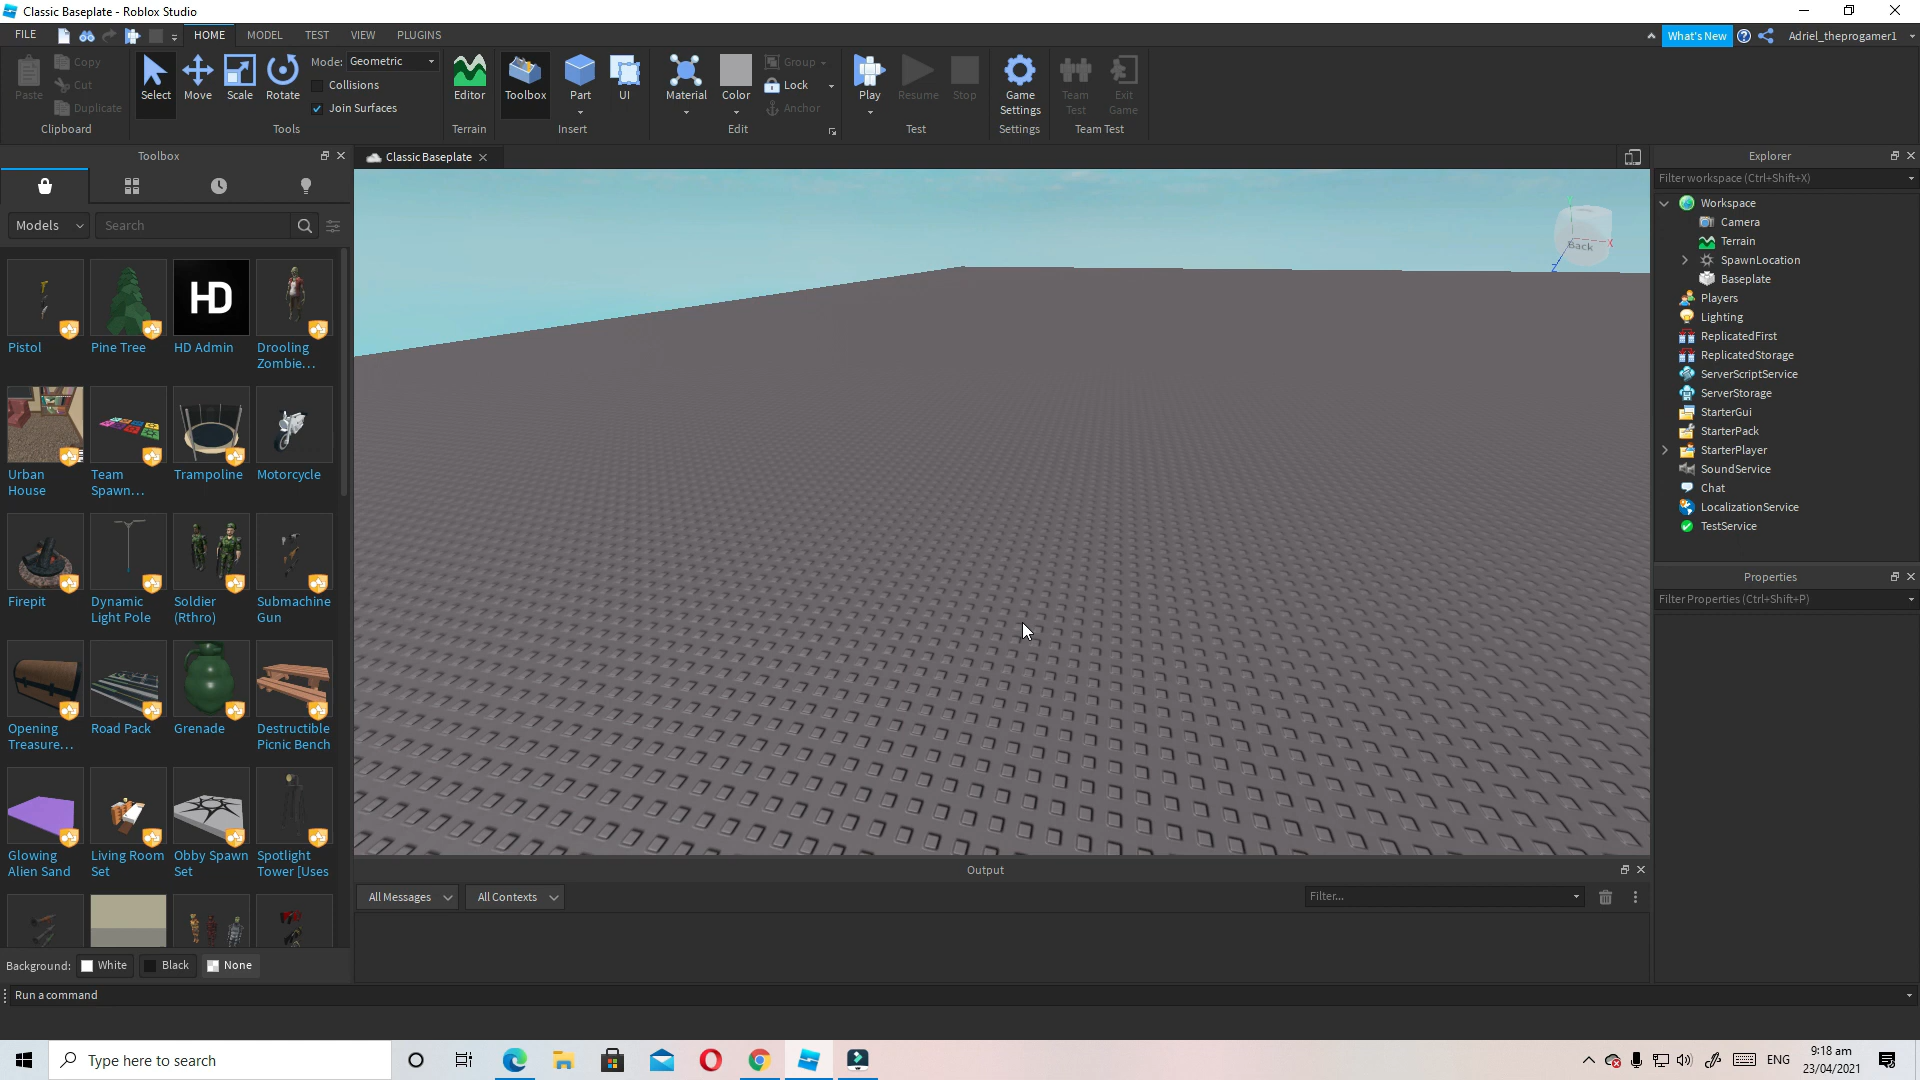 Classic Baseplate - Roblox Studio
FILE
HOME
MODEL
TEST
VIEW
PLUGINS
What's New
Adriel_theprogamer1
Paste
Copy
Cut
Duplicate
Clipboard
Select
Move
Scale
Rotate
Mode: Geometric
Collisions
Join Surfaces
Tools
Editor
Terrain
Toolbox
Part
UI
Insert
Material
Color
Group
Lock
Anchor
Edit
Play
Resume
Stop
Test
Game
Settings
Settings
Team
Test
Exit
Game
Team Test
Toolbox
Models
Search
Pistol
Pine Tree
HD
HD Admin
Drooling
Zombie...
Urban
House
Team
Spawn...
Trampoline
Motorcycle
Firepit
Dynamic
Light Pole
Soldier
(Rthro)
Submachine
Gun
Opening
Treasure...
Road Pack
Grenade
Destructible
Picnic Bench
Glowing
Alien Sand
Living Room
Set
Obby Spawn
Set
Spotlight
Tower [Uses
Background: White Black None
Run a command
Classic Baseplate
Back
X
Z
Output
All Messages
All Contexts
Filter...
Explorer
Filter workspace (Ctrl+Shift+X)
Workspace
Camera
Terrain
SpawnLocation
Baseplate
Players
Lighting
ReplicatedFirst
ReplicatedStorage
ServerScriptService
ServerStorage
StarterGui
StarterPack
StarterPlayer
SoundService
Chat
LocalizationService
TestService
Properties
Filter Properties (Ctrl+Shift+P)
Type here to search
ENG
9:18 am
23/04/2021